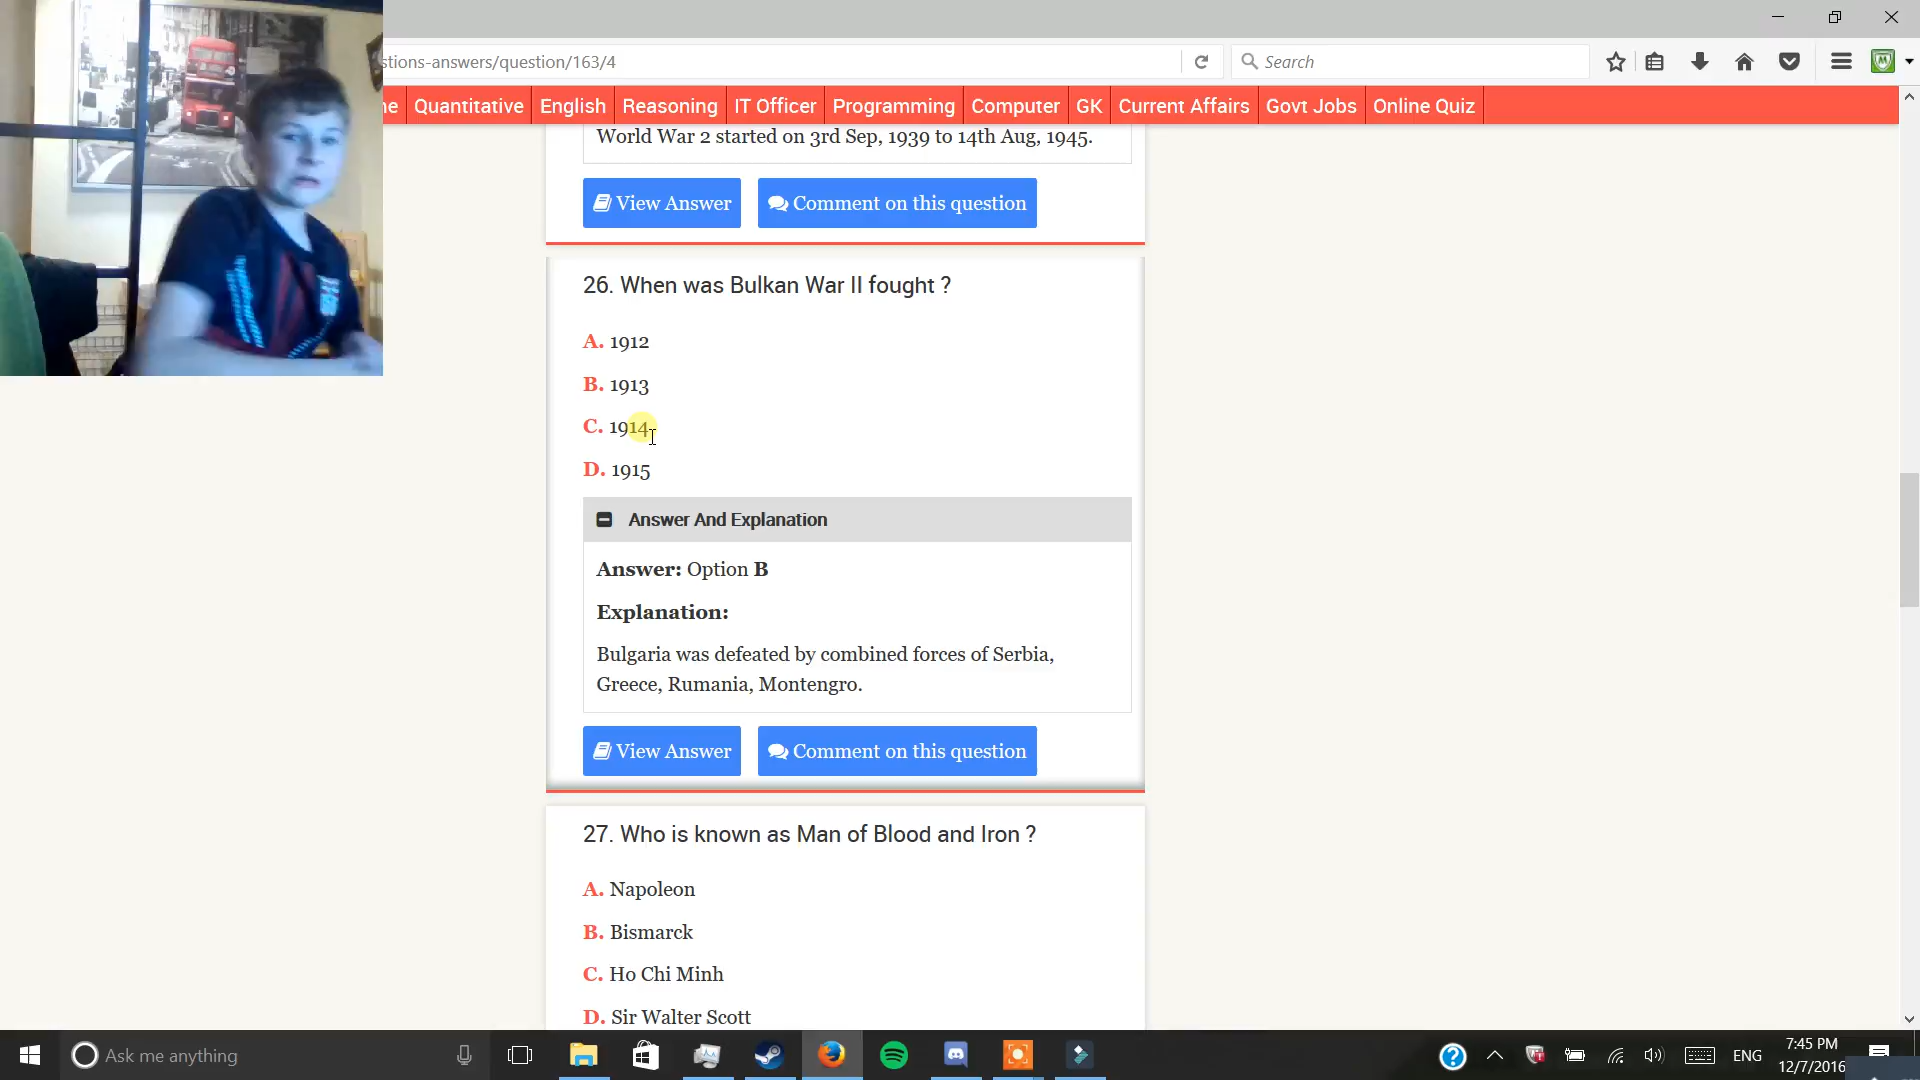 stions-answers/question/163/4
Search
ne Quantitative English Reasoning IT Officer Programming Computer GK Current Affairs Govt Jobs Online Quiz
World War 2 started on 3rd Sep, 1939 to 14th Aug, 1945.
View Answer Comment on this question
26. When was Bulkan War II fought ?
A. 1912
B. 1913
C. 1914
D. 1915
Answer And Explanation
Answer: Option B
Explanation:
Bulgaria was defeated by combined forces of Serbia,
Greece, Rumania, Montengro.
View Answer Comment on this question
27. Who is known as Man of Blood and Iron ?
A. Napoleon
B. Bismarck
C. Ho Chi Minh
D. Sir Walter Scott
Ask me anything
ENG
7:45 PM
12/7/2016